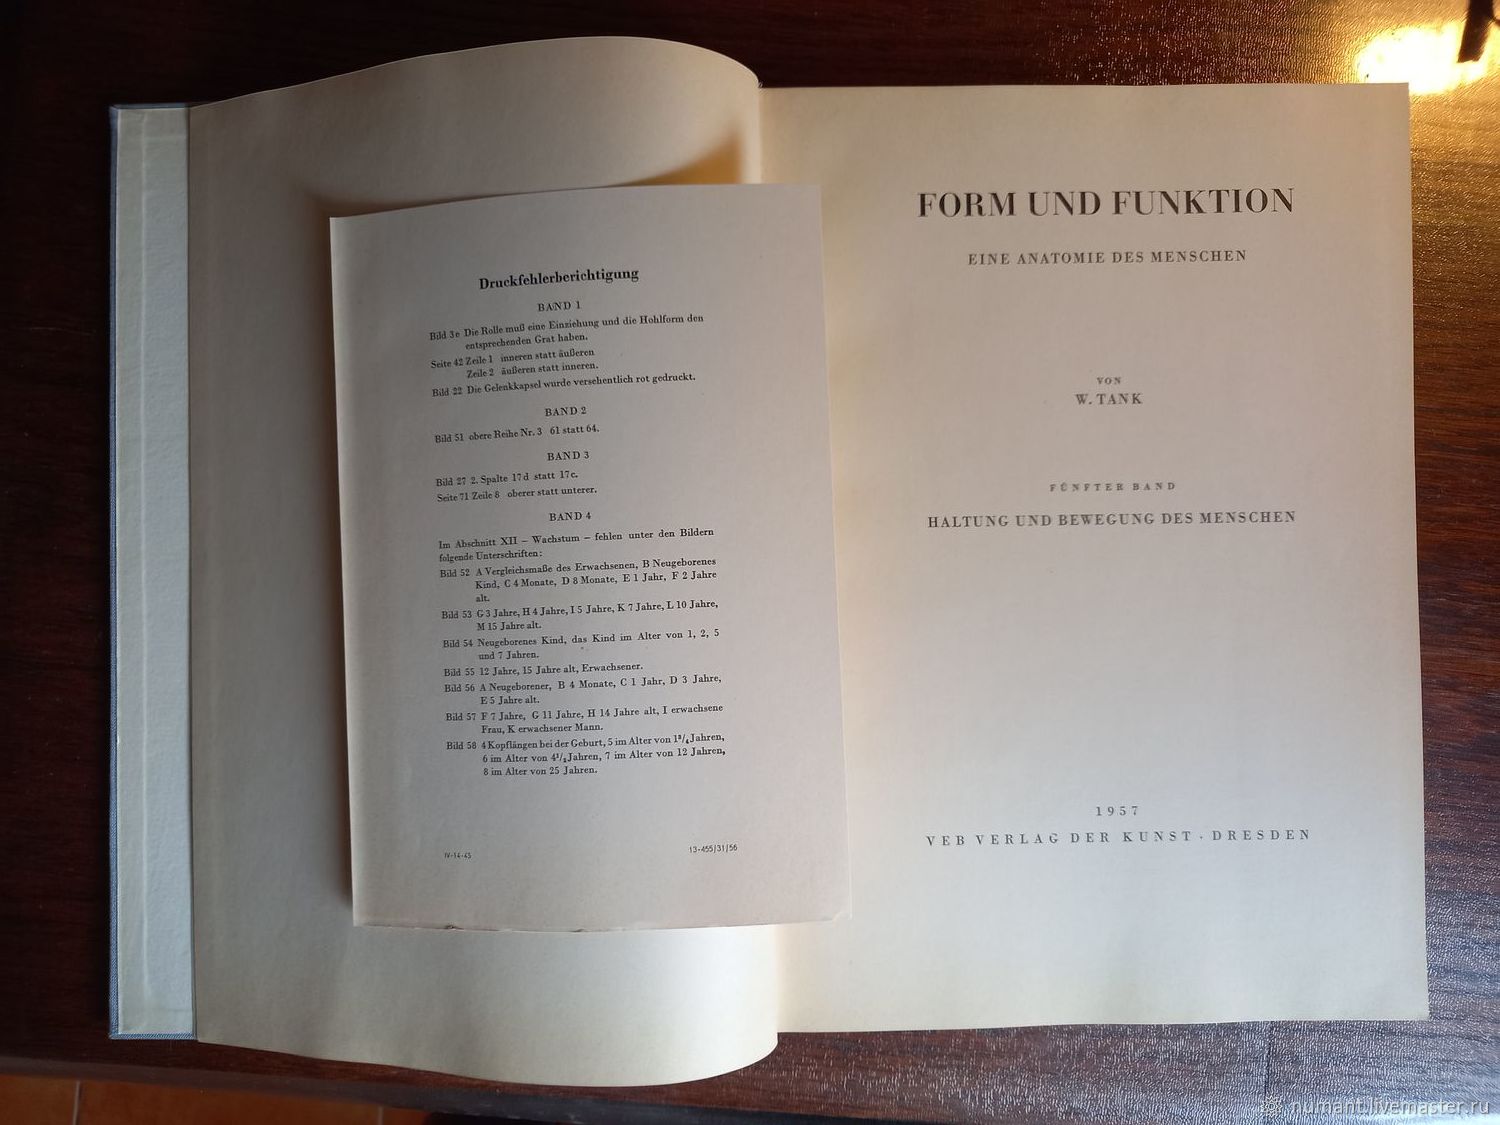 Druckfehlerberichtigung
BAND 1
Bild 3e Die Rolle muß eine Einziehung und die Hohlform den
entsprechenden Grat haben.
Seite 42 Zeile 1 inneren statt äußeren
Zeile 2 äußeren statt inneren.
Bild 22 Die Gelenkkapsel wurde versehentlich rot gedruckt.
BAND 2
Bild 51 obere Reihe Nr. 3 61 statt 64.
BAND 3
Bild 27 2. Spalte 17d statt 17c.
Seite 71 Zeile 8 oberer statt unterer.
BAND 4
Im Abschnitt XII – Wachstum – fehlen unter den Bildern
folgende Unterschriften:
Bild 52 A Vergleichsmaße des Erwachsenen, B Neugeborenes
Kind, C 4 Monate, D 8 Monate, E 1 Jahr, F 2 Jahre
alt.
Bild 53 G 3 Jahre, H 4 Jahre, I 5 Jahre, K 7 Jahre, L 10 Jahre,
M 15 Jahre alt.
Bild 54 Neugeborenes Kind, das Kind im Alter von 1, 2, 5
und 7 Jahren.
Bild 55 12 Jahre, 15 Jahre alt, Erwachsener.
Bild 56 A Neugeborener, B 4 Monate, C 1 Jahr, D 3 Jahre,
E 5 Jahre alt.
Bild 57 F 7 Jahre, G 11 Jahre, H 14 Jahre alt, I erwachsene
Frau, K erwachsener Mann.
Bild 58 4 Kopflängen bei der Geburt, 5 im Alter von Jahren,
6 im Alter von Jahren, 7 im Alter von 12 Jahren,
8 im Alter von 25 Jahren.
IV-14-45
13-455/31/56
FORM UND FUNKTION
EINE ANATOMIE DES MENSCHEN
VON
W. TANK
FÜNFTER BAND
HALTUNG UND BEWEGUNG DES MENSCHEN
1957
VEB VERLAG DER KUNST · DRESDEN
numant.livemaster.ru